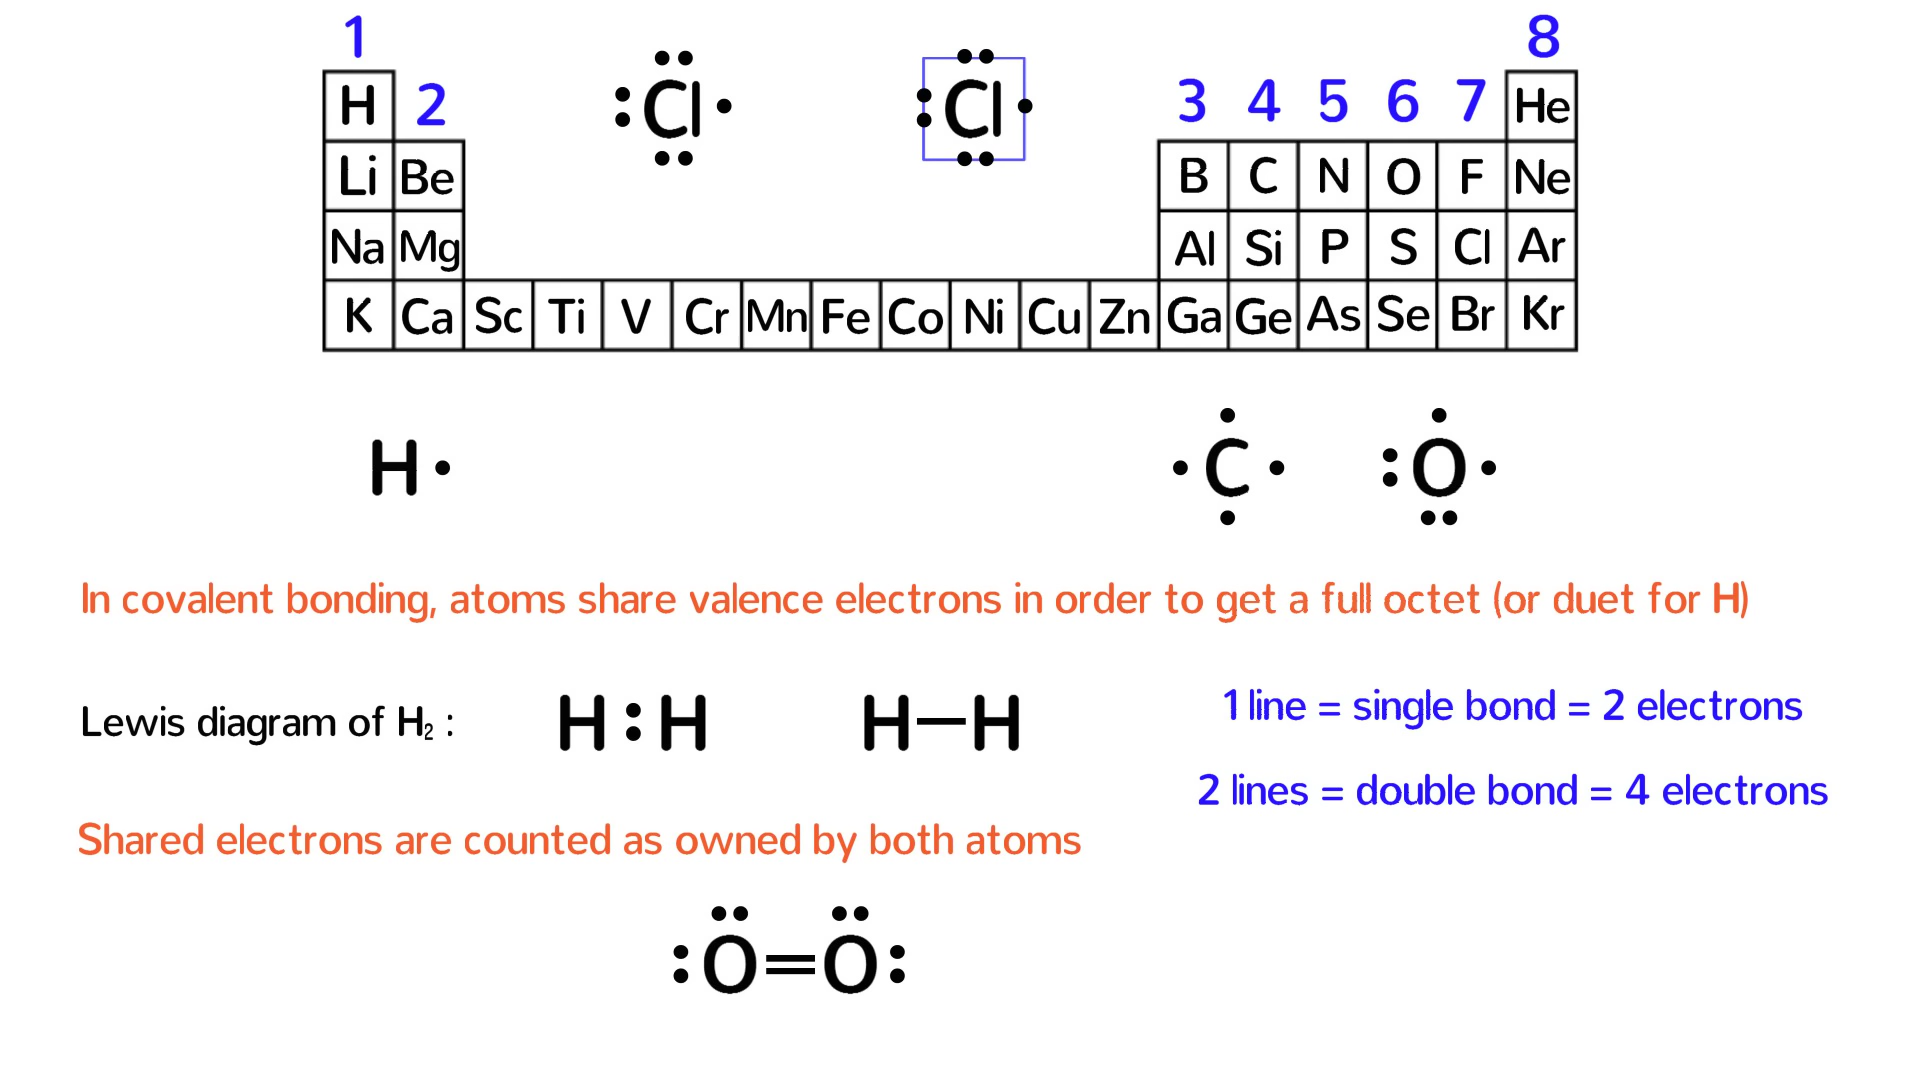 1 8
H 2 Cl Cl 3 4 5 6 7 He
Li Be B C N O F Ne
Na Mg Al Si P S Cl Ar
K Ca Sc Ti V Cr Mn Fe Co Ni Cu Zn Ga Ge As Se Br Kr
H C O
In covalent bonding, atoms share valence electrons in order to get a full octet (or duet for H)
Lewis diagram of H₂ : H:H H—H
1 line = single bond = 2 electrons
2 lines = double bond = 4 electrons
Shared electrons are counted as owned by both atoms
:O=O: